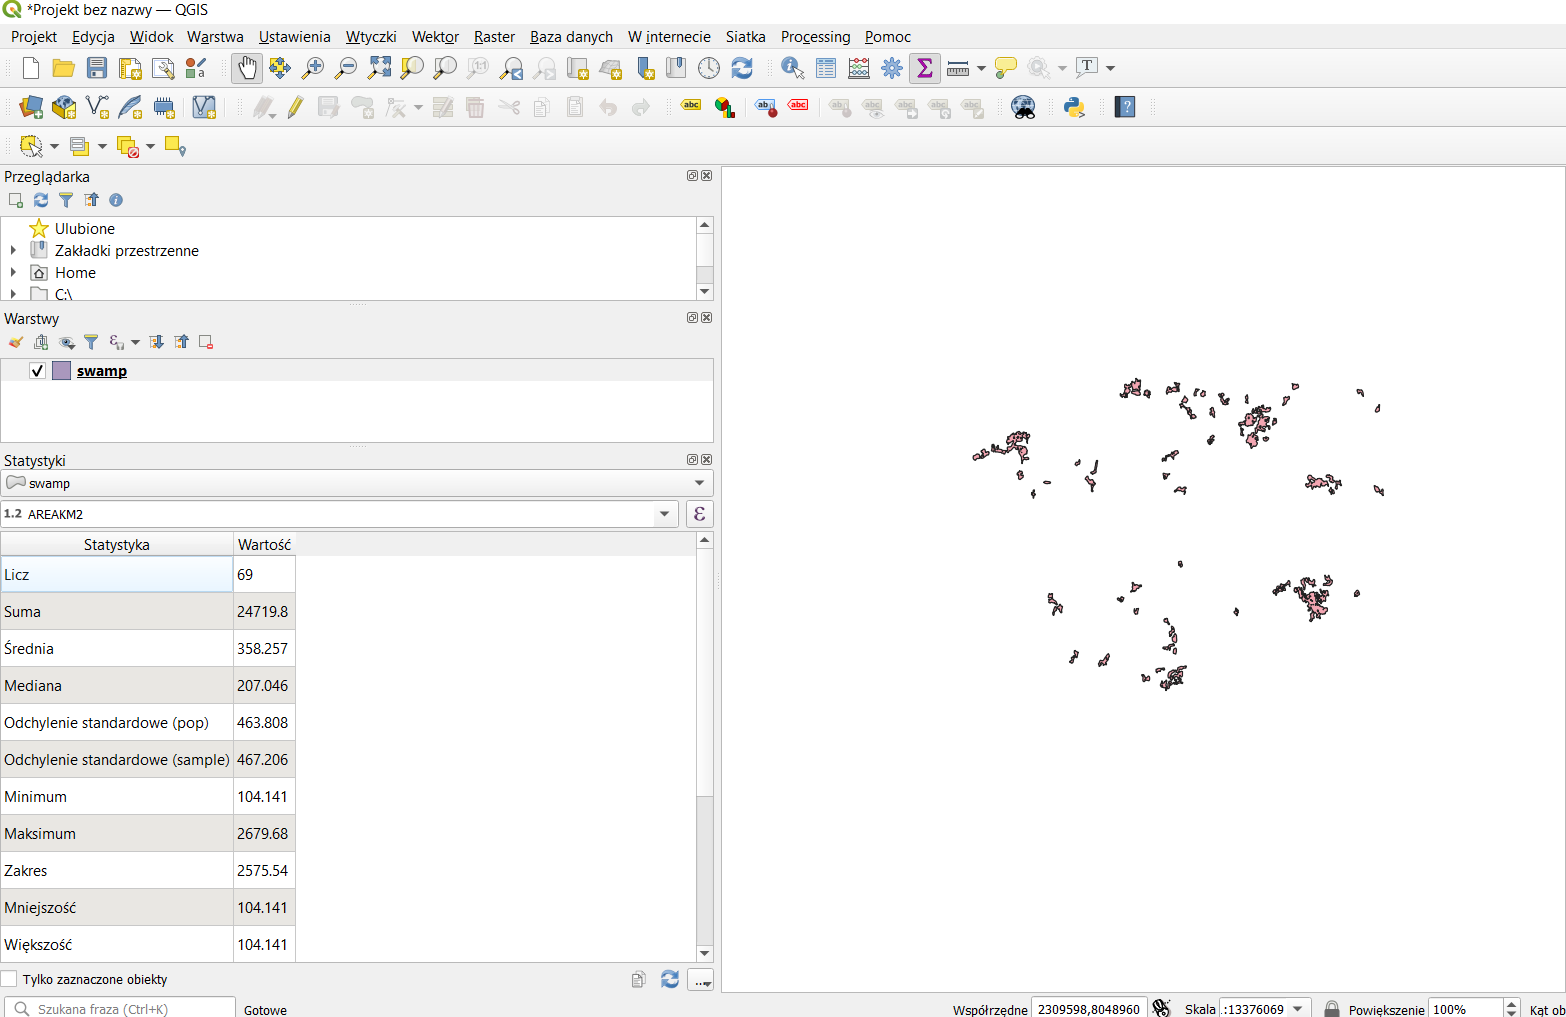 *Projekt bez nazwy — QGIS
Projekt Edycja Widok Warstwa Ustawienia Wtyczki Wektor Raster Baza danych W internecie Siatka Processing Pomoc
Przeglądarka
Ulubione
Zakładki przestrzenne
Home
C:\
Warstwy
swamp
Statystyki
swamp
1.2 AREAKM2
Statystyka Wartość
Licz 69
Suma 24719.8
Średnia 358.257
Mediana 207.046
Odchylenie standardowe (pop) 463.808
Odchylenie standardowe (sample) 467.206
Minimum 104.141
Maksimum 2679.68
Zakres 2575.54
Mniejszość 104.141
Większość 104.141
Tylko zaznaczone obiekty
Szukana fraza (Ctrl+K) Gotowe Współrzędne 2309598,8048960 Skala :13376069 Powiększenie 100% Kąt ob